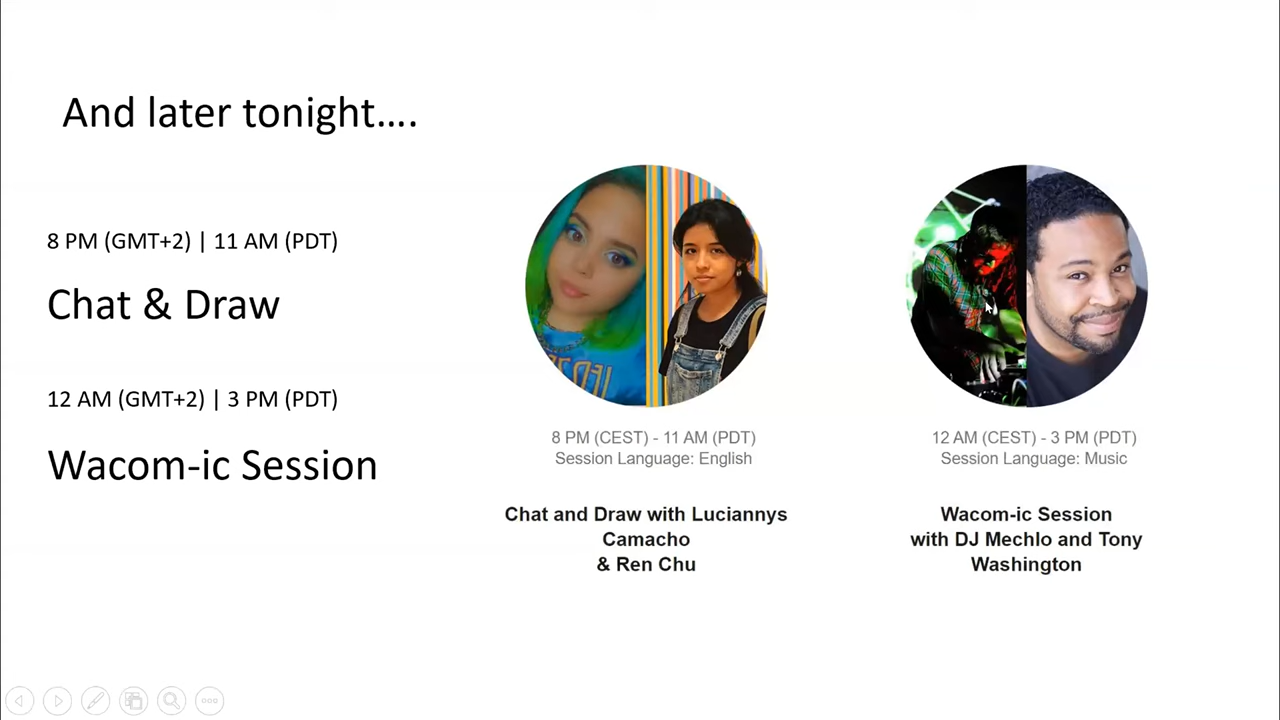 And later tonight....
8 PM (GMT+2) | 11 AM (PDT)
Chat & Draw
12 AM (GMT+2) | 3 PM (PDT)
Wacom-ic Session
8 PM (CEST) - 11 AM (PDT)
Session Language: English
Chat and Draw with Luciannys
Camacho
& Ren Chu
12 AM (CEST) - 3 PM (PDT)
Session Language: Music
Wacom-ic Session
with DJ Mechlo and Tony
Washington